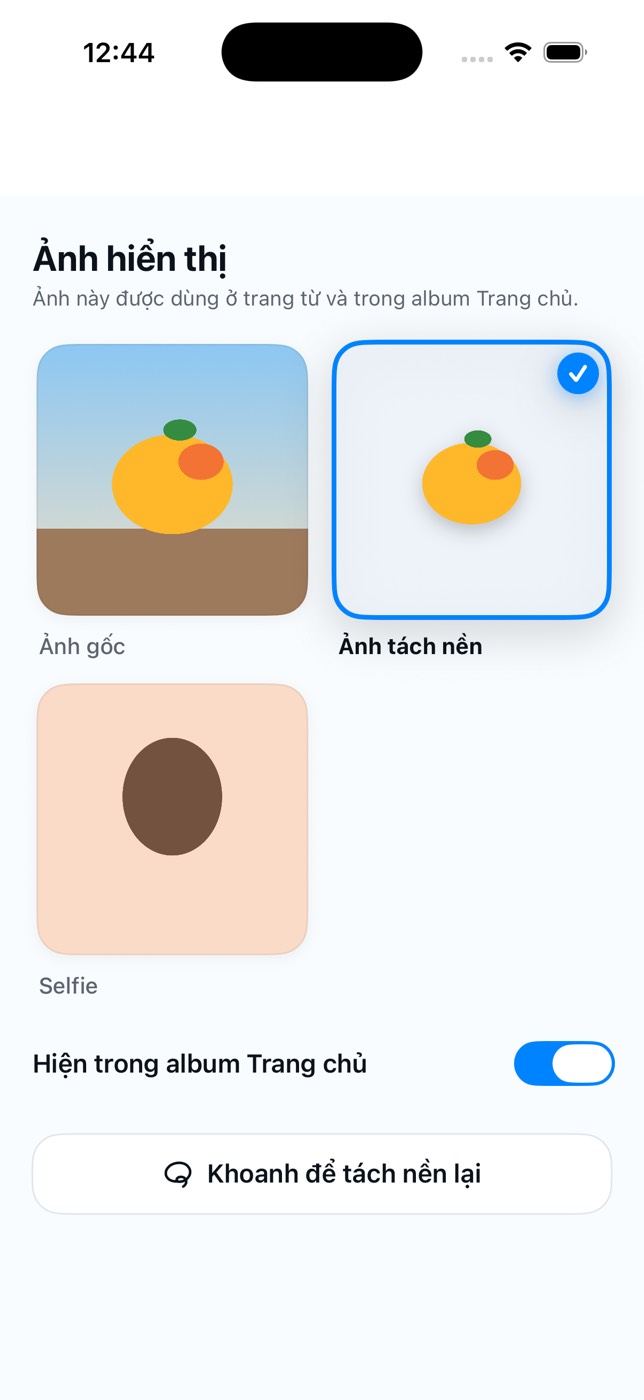 12:44
Ảnh hiển thị
Ảnh này được dùng ở trang từ và trong album Trang chủ.
Ảnh gốc
Ảnh tách nền
Selfie
Hiện trong album Trang chủ
Khoanh để tách nền lại